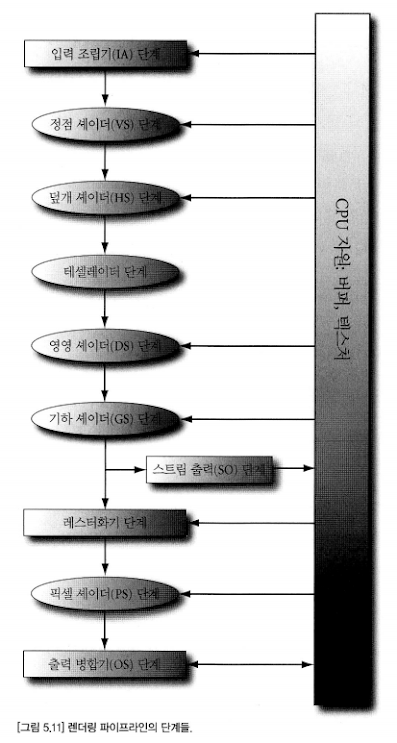 입력 조립기(IA) 단계
정점 셰이더(VS) 단계
덮개 셰이더(HS) 단계
테셀레이터 단계
영영 셰이더(DS) 단계
기하 셰이더(GS) 단계
스트림 출력(SO) 단계
레스터화기 단계
픽셀 셰이더(PS) 단계
출력 병합기(OS) 단계
CPU 자원: 버퍼, 텍스처
[그림 5.11] 렌더링 파이프라인의 단계들.